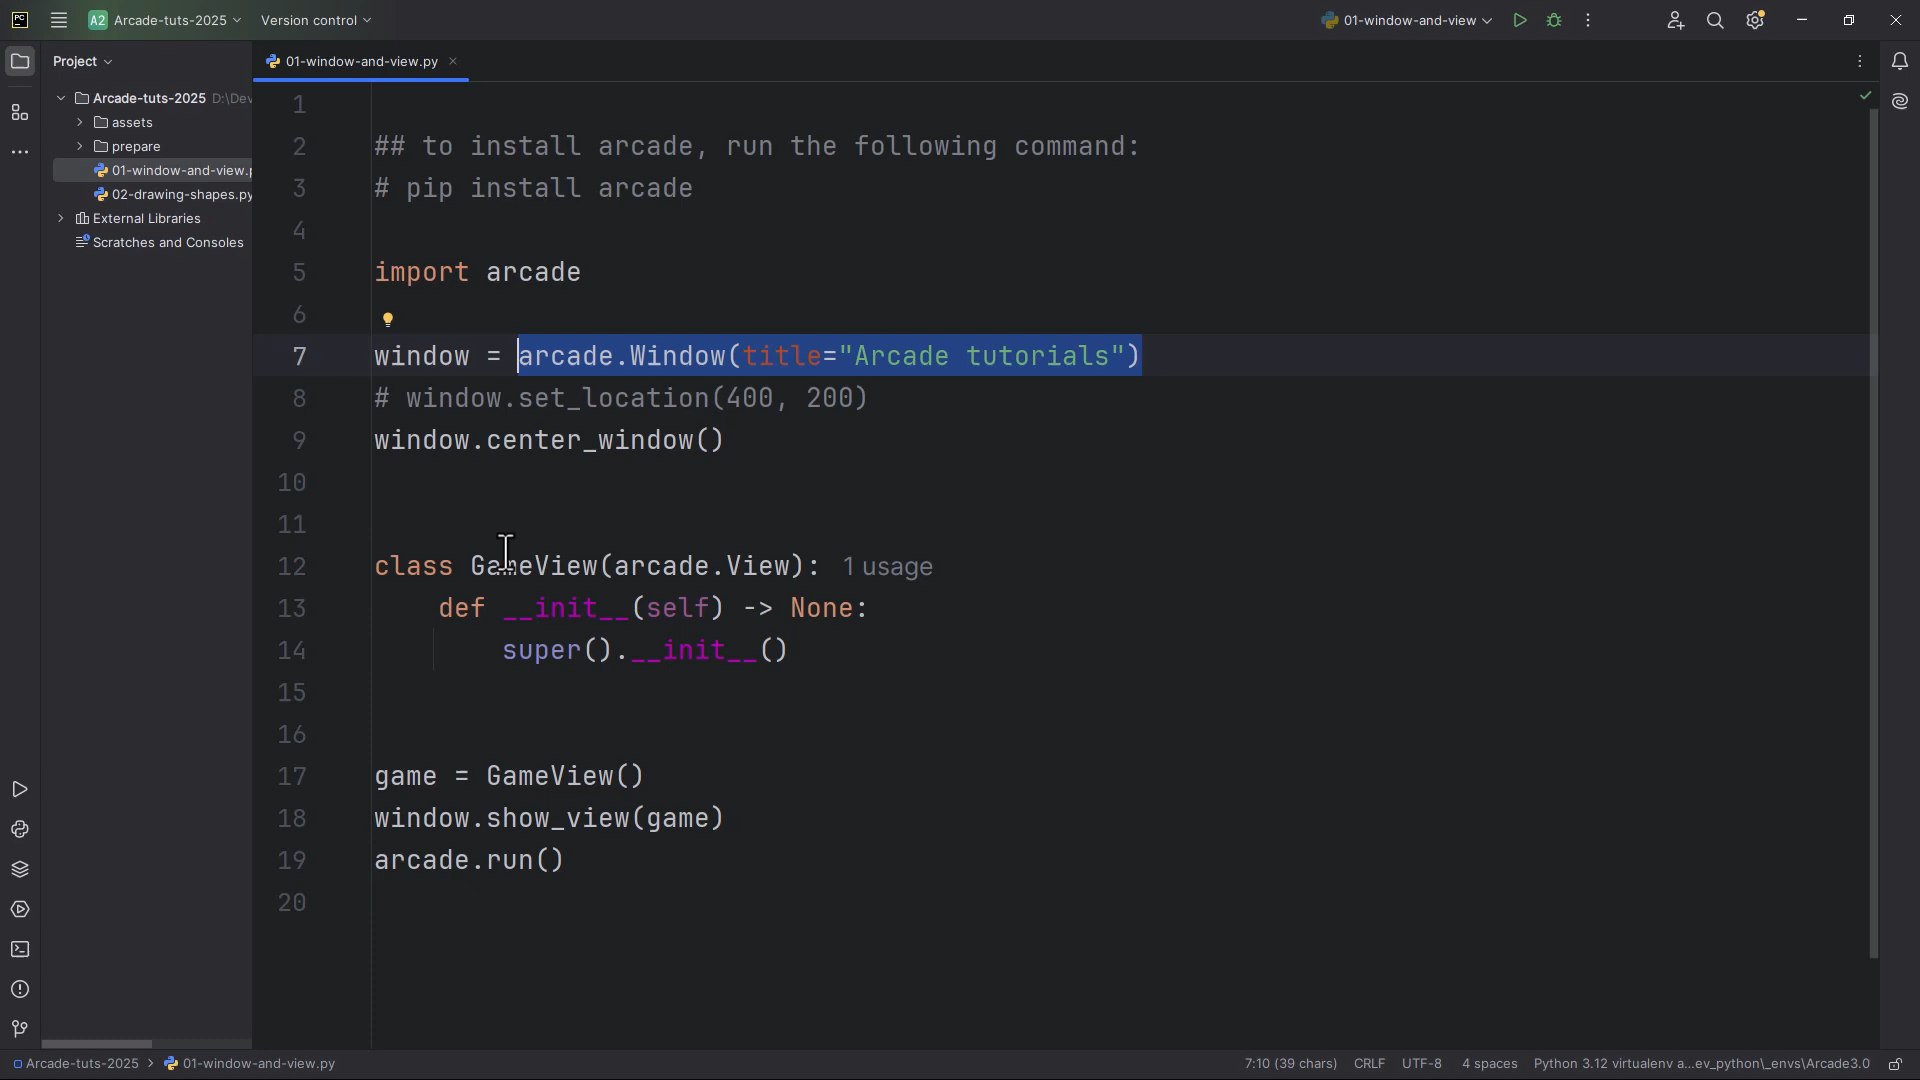 PC
A2 Arcade-tuts-2025 Version control 01-window-and-view
Project 01-window-and-view.py
Arcade-tuts-2025 D:\Dev
assets
prepare
01-window-and-view.p
02-drawing-shapes.py
External Libraries
Scratches and Consoles
1
2 ## to install arcade, run the following command:
3 # pip install arcade
4
5 import arcade
6
7 window = arcade.Window(title="Arcade tutorials")
8 # window.set_location(400, 200)
9 window.center_window()
10
11
12 class GameView(arcade.View): 1 usage
13 def __init__(self) -> None:
14 super().__init__()
15
16
17 game = GameView()
18 window.show_view(game)
19 arcade.run()
20
Arcade-tuts-2025 > 01-window-and-view.py 7:10 (39 chars) CRLF UTF-8 4 spaces Python 3.12 virtualenv a...ev_python\_envs\Arcade3.0